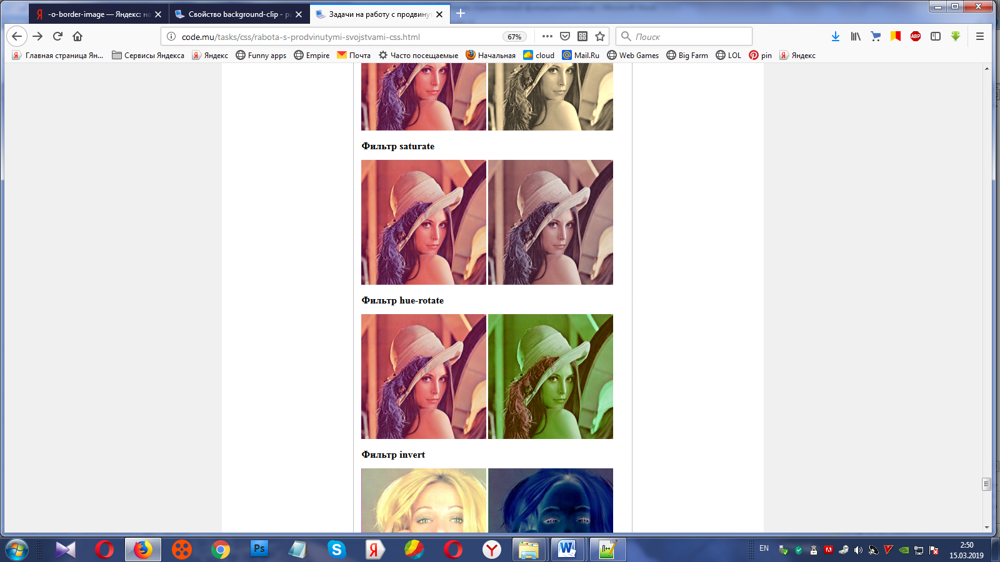 -o-border-image — Яндекс: на
Свойство background-clip - ра
Задачи на работу с продвинут
code.mu/tasks/css/rabota-s-prodvinutymi-svojstvami-css.html
67%
Поиск
Главная страница Ян...
Сервисы Яндекса
Яндекс
Funny apps
Empire
Почта
Часто посещаемые
Начальная
cloud
Mail.Ru
Web Games
Big Farm
LOL
pin
Яндекс
Фильтр saturate
Фильтр hue-rotate
Фильтр invert
EN
2:50
15.03.2019